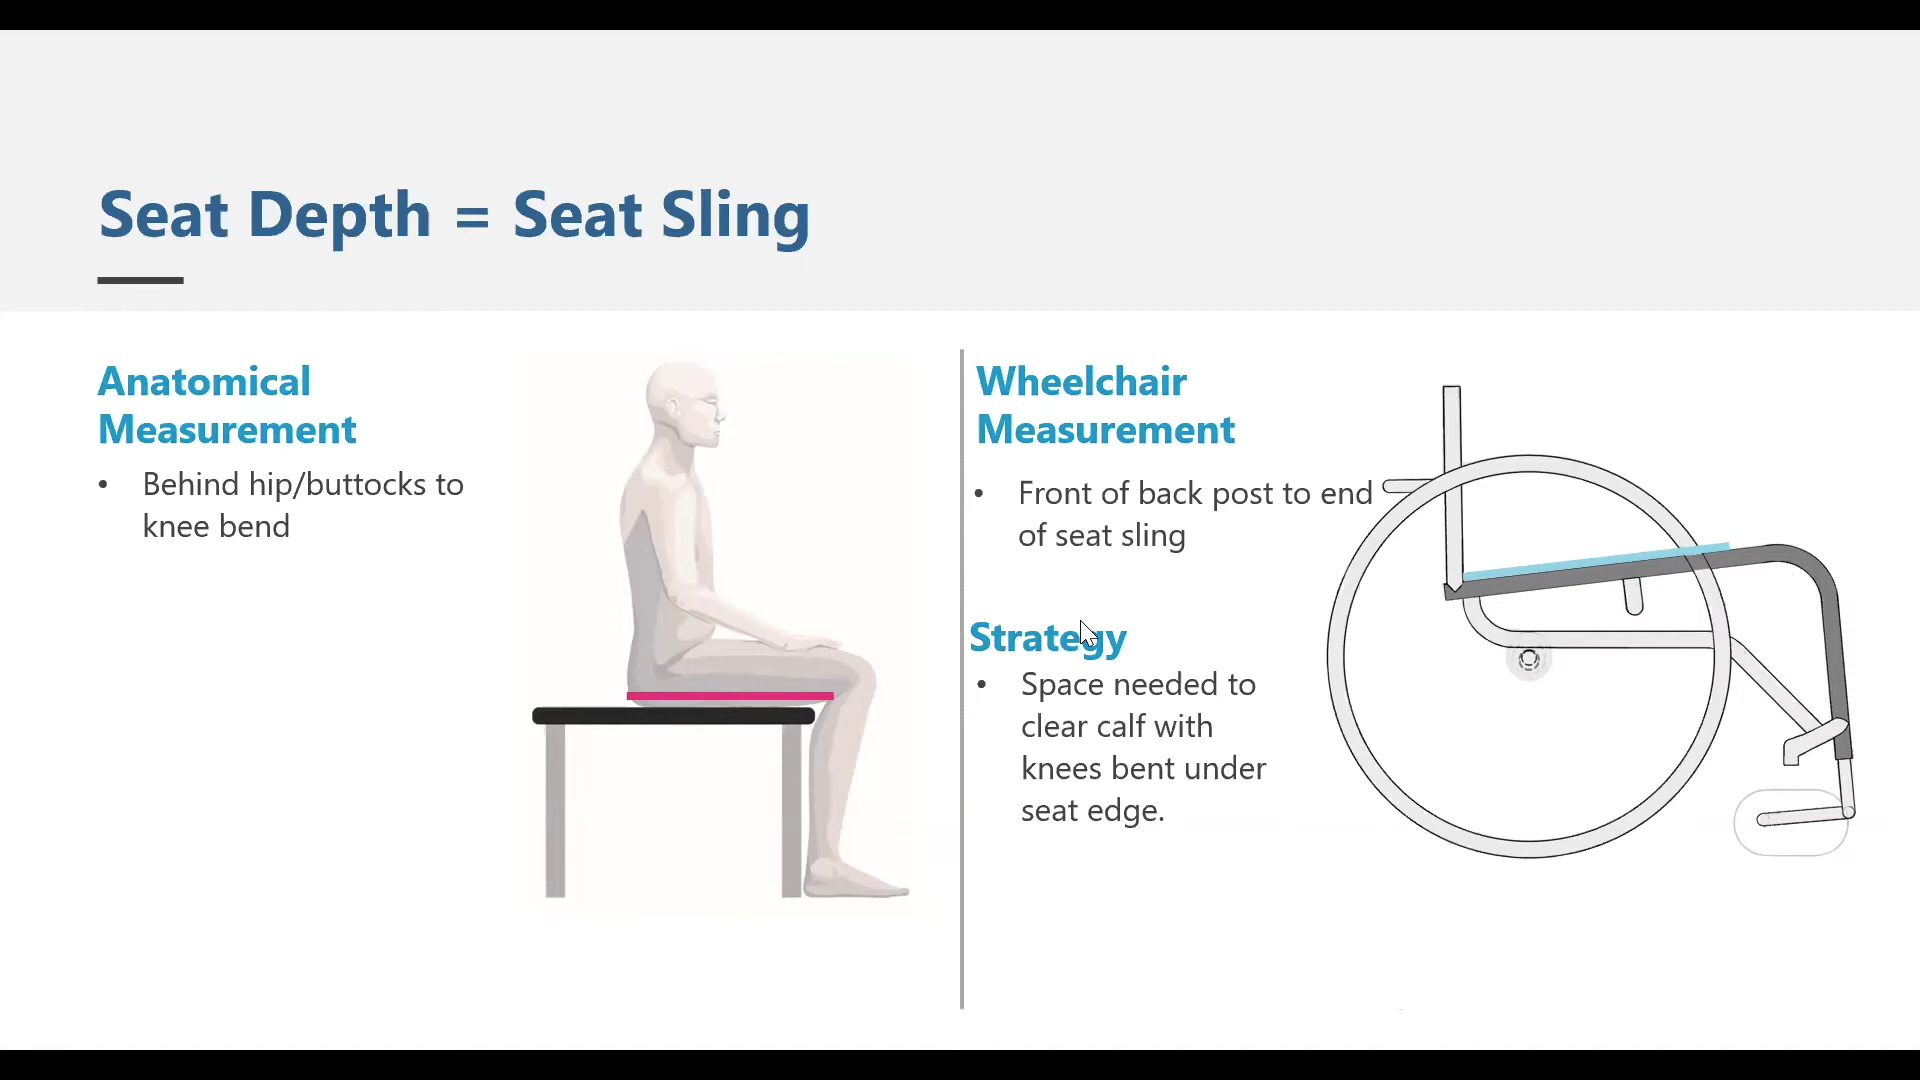 Seat Depth = Seat Sling
Anatomical
Measurement
• Behind hip/buttocks to
knee bend
Wheelchair
Measurement
• Front of back post to end
of seat sling
Strategy
• Space needed to
clear calf with
knees bent under
seat edge.